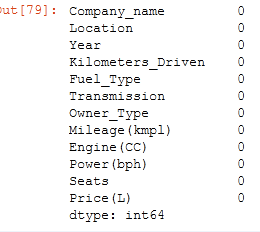 Out[79]: Company_name 0
Location 0
Year 0
Kilometers_Driven 0
Fuel_Type 0
Transmission 0
Owner_Type 0
Mileage(kmpl) 0
Engine(CC) 0
Power(bph) 0
Seats 0
Price(L) 0
dtype: int64